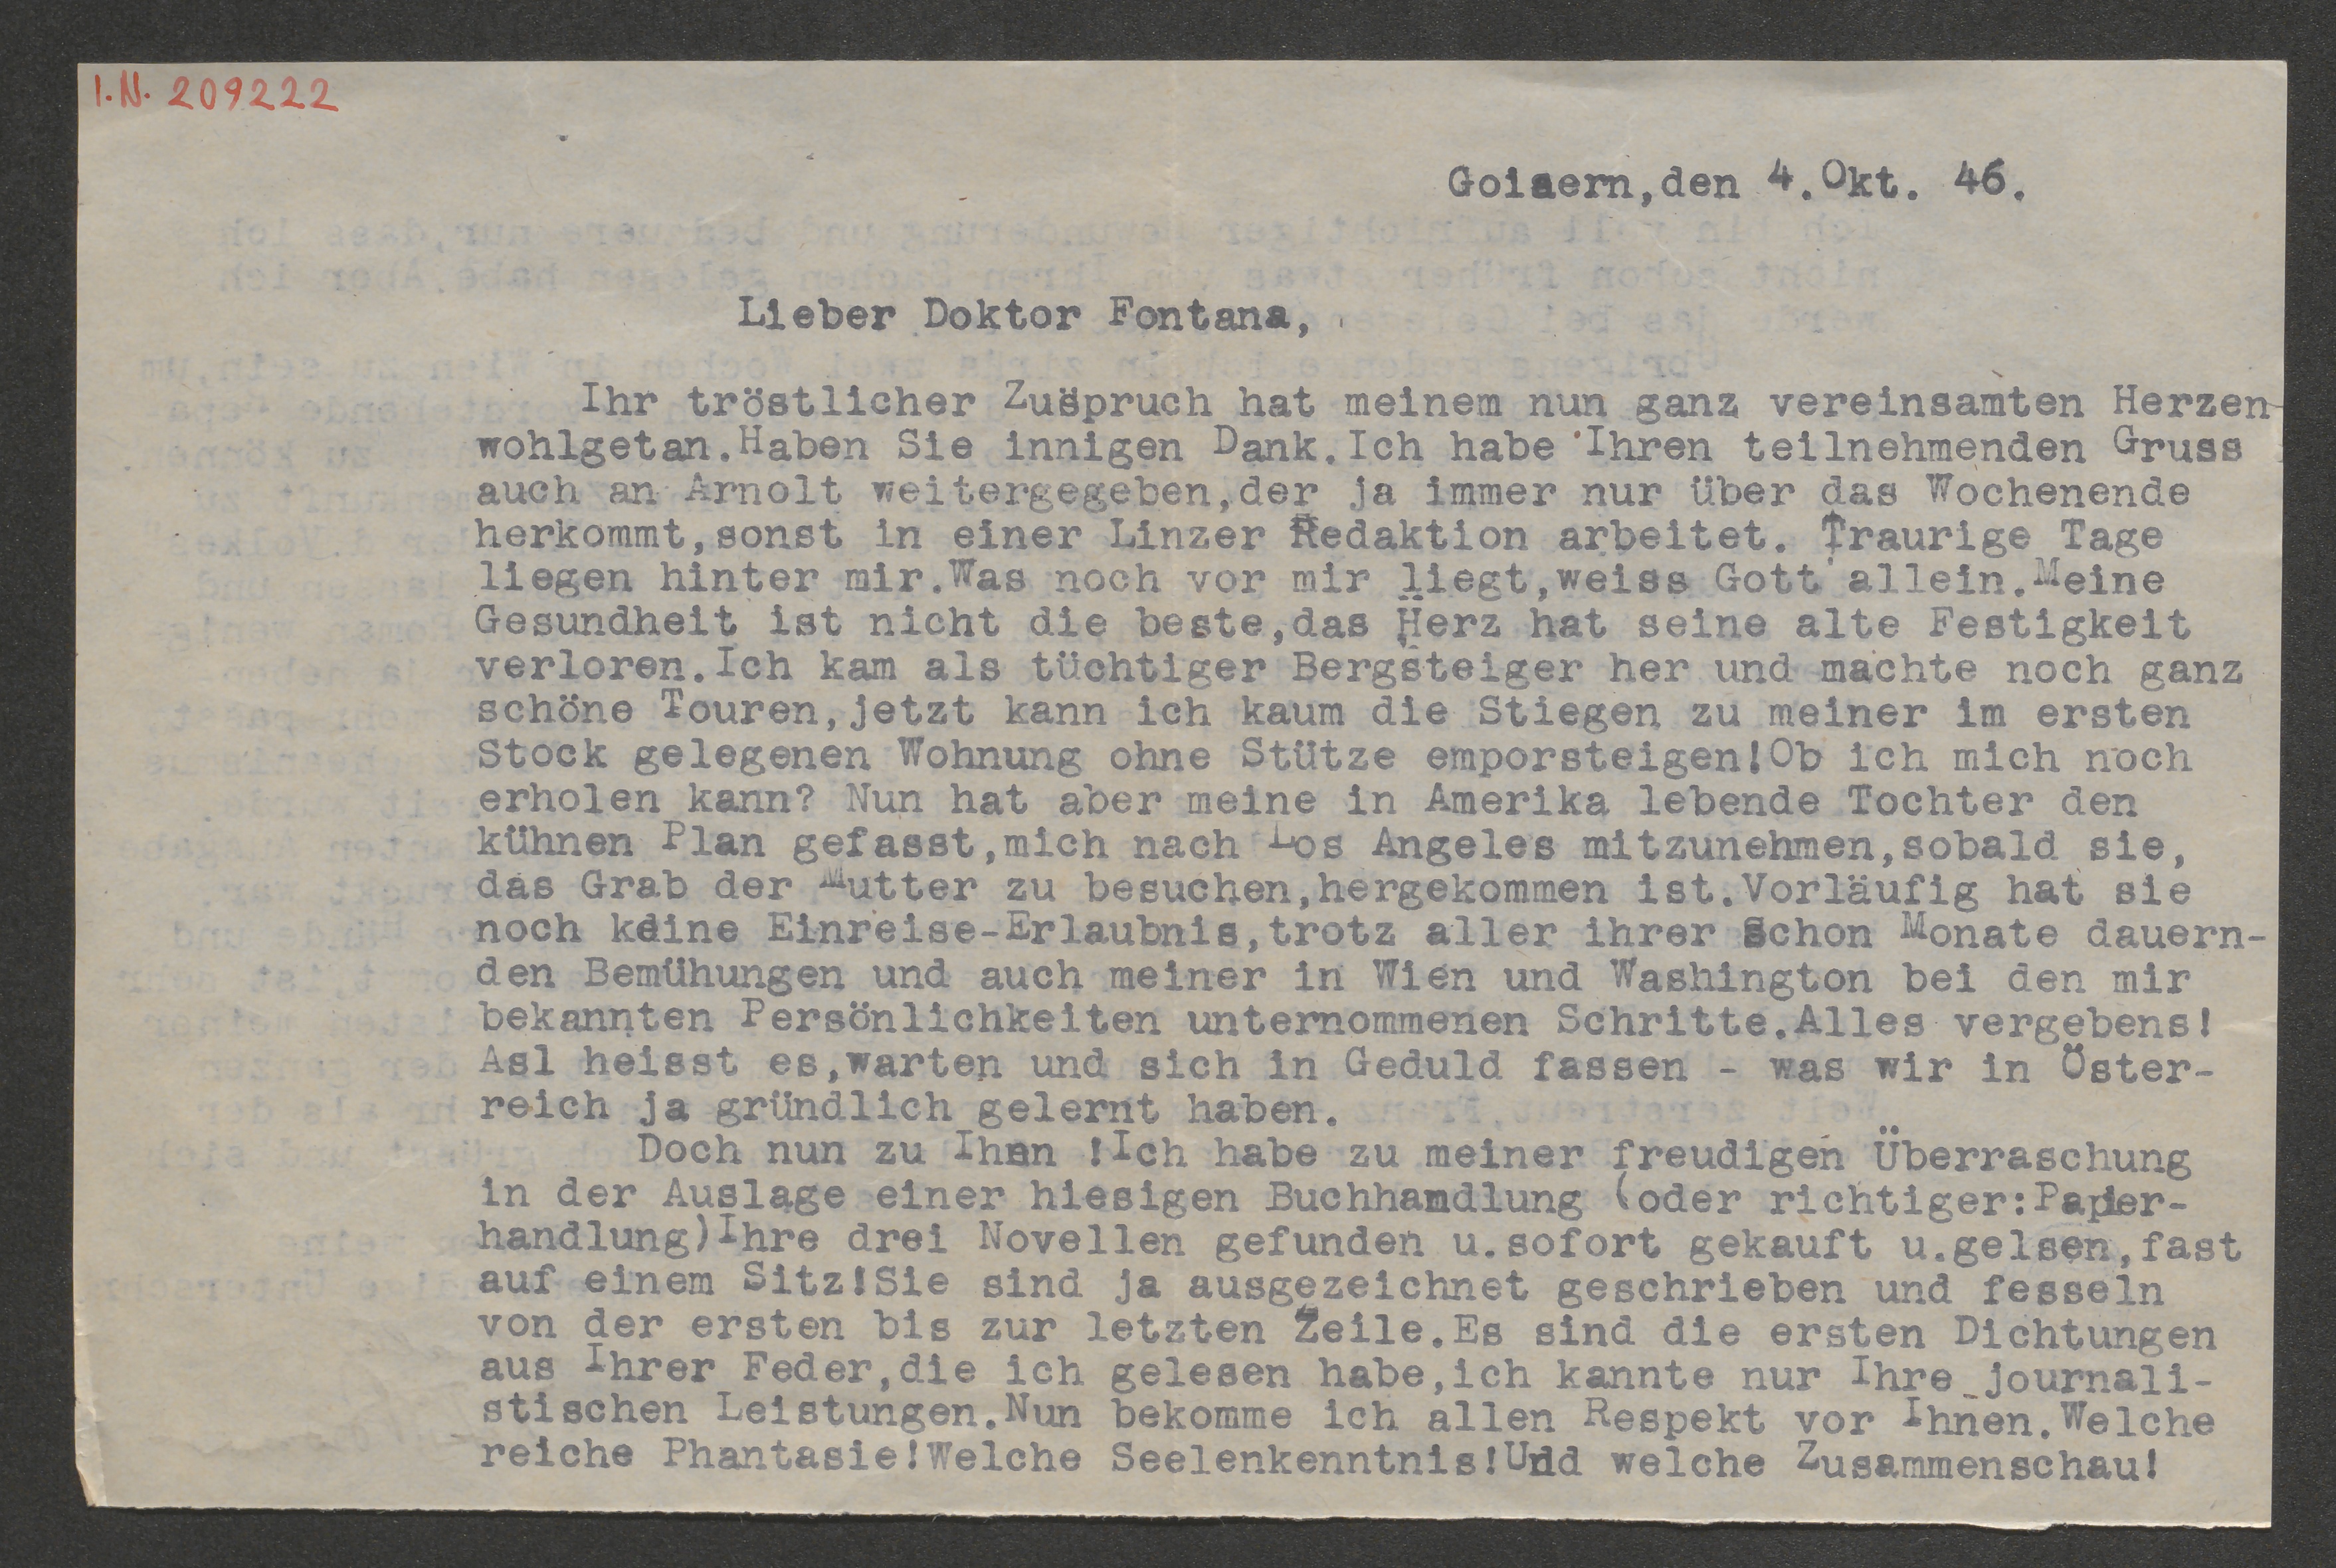 I.N. 209222
Goisern,den 4.Okt. 46.
Lieber Doktor Fontana,
Ihr tröstlicher Zuspruch hat meinem nun ganz vereinsamten Herzen
wohlgetan.Haben Sie innigen Dank.Ich habe Ihren teilnehmenden Gruss
auch an Arnolt weitergegeben,der ja immer nur über das Wochenende
herkommt,sonst in einer Linzer Redaktion arbeitet. Traurige Tage
liegen hinter mir.Was noch vor mir liegt,weiss Gott allein.Meine
Gesundheit ist nicht die beste,das Herz hat seine alte Festigkeit
verloren.Ich kam als tüchtiger Bergsteiger her und machte noch ganz
schöne Touren,jetzt kann ich kaum die Stiegen zu meiner im ersten
Stock gelegenen Wohnung ohne Stütze emporsteigen!Ob ich mich noch
erholen kann? Nun hat aber meine in Amerika lebende Tochter den
kühnen Plan gefasst,mich nach Los Angeles mitzunehmen,sobald sie,
das Grab der Mutter zu besuchen,hergekommen ist.Vorläufig hat sie
noch keine Einreise-Erlaubnis,trotz aller ihrer schon Monate dauern-
den Bemühungen und auch meiner in Wien und Washington bei den mir
bekannten Persönlichkeiten unternommenen Schritte.Alles vergebens!
Asl heisst es,warten und sich in Geduld fassen - was wir in Öster-
reich ja gründlich gelernt haben.
Doch nun zu Ihen !Ich habe zu meiner freudigen Überraschung
in der Auslage einer hiesigen Buchhandlung (oder richtiger:Papier-
handlung)Ihre drei Novellen gefunden u.sofort gekauft u.gelsen,fast
auf einem Sitz!Sie sind ja ausgezeichnet geschrieben und fesseln
von der ersten bis zur letzten Zeile.Es sind die ersten Dichtungen
aus Ihrer Feder,die ich gelesen habe,ich kannte nur Ihre journali-
stischen Leistungen.Nun bekomme ich allen Respekt vor Ihnen.Welche
reiche Phantasie!Welche Seelenkenntnis!Und welche Zusammenschau!